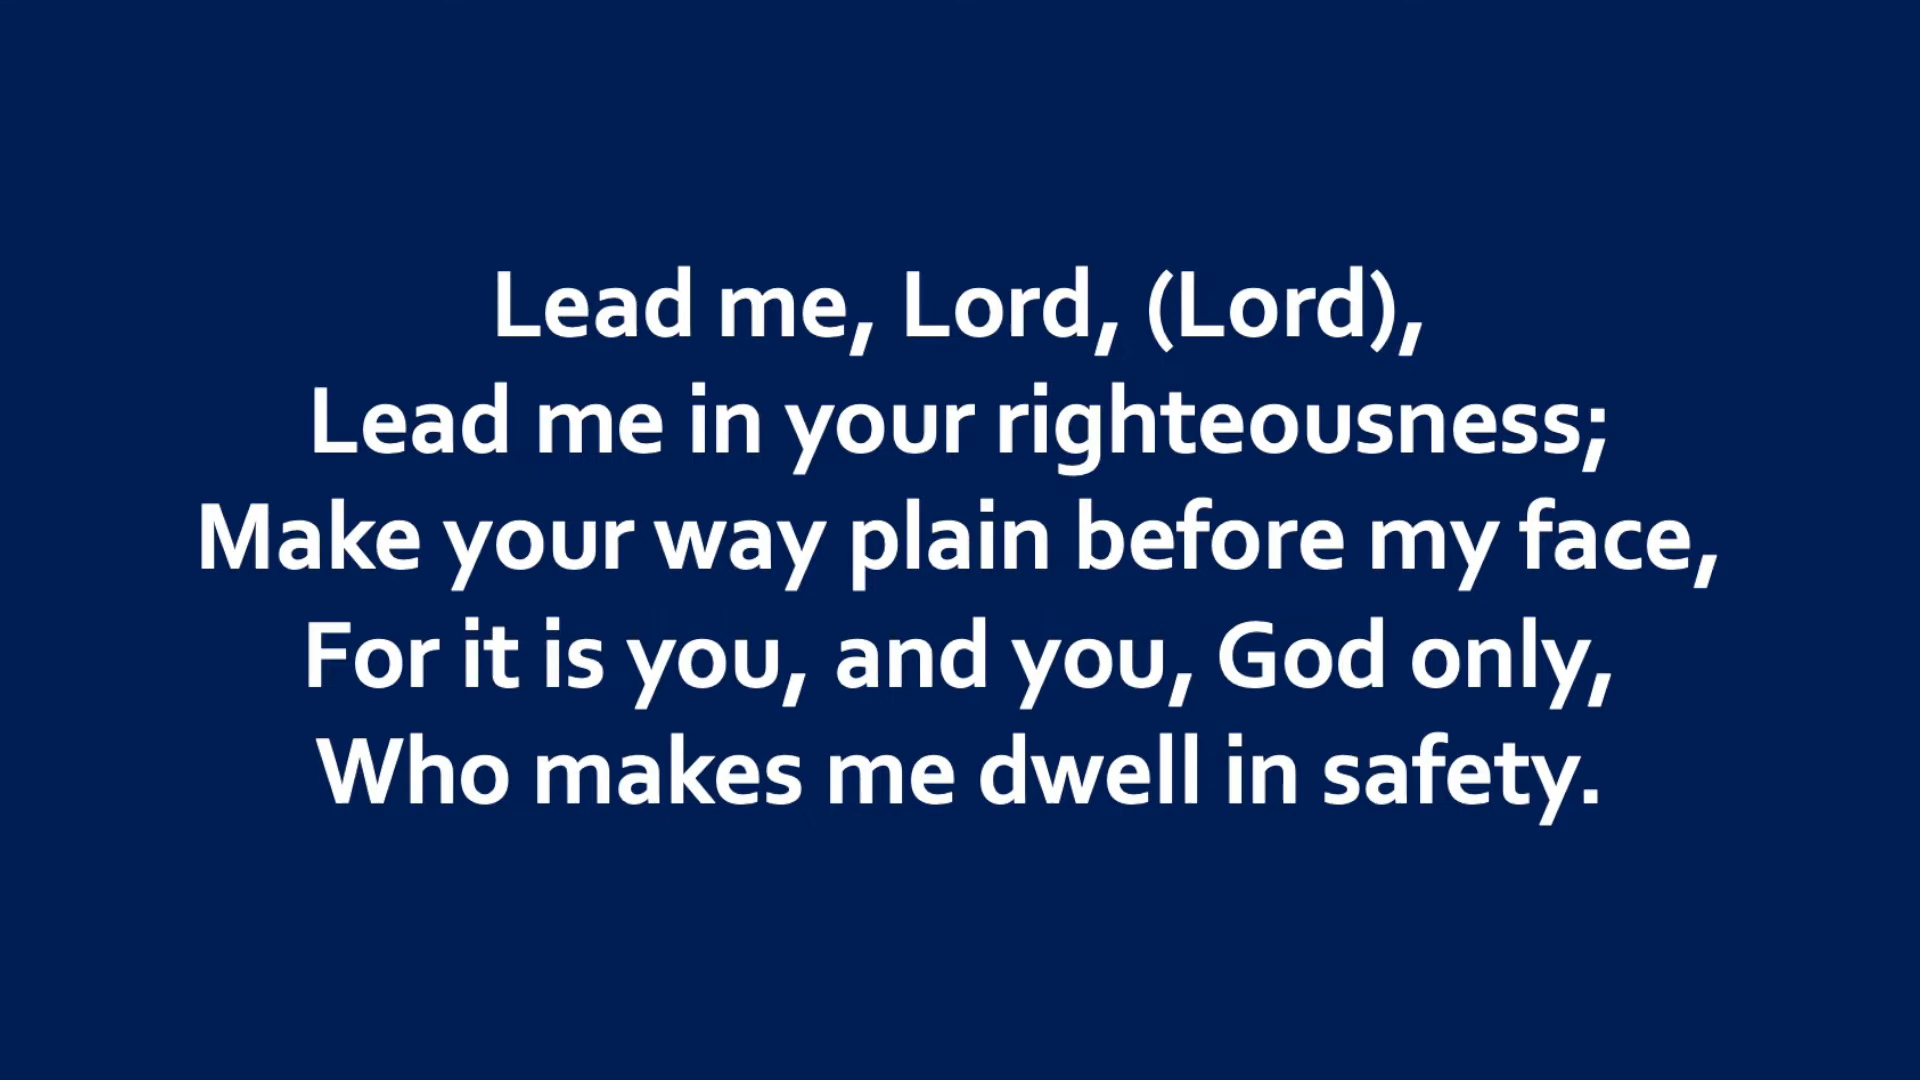 Lead me, Lord, (Lord),
Lead me in your righteousness;
Make your way plain before my face,
For it is you, and you, God only,
Who makes me dwell in safety.